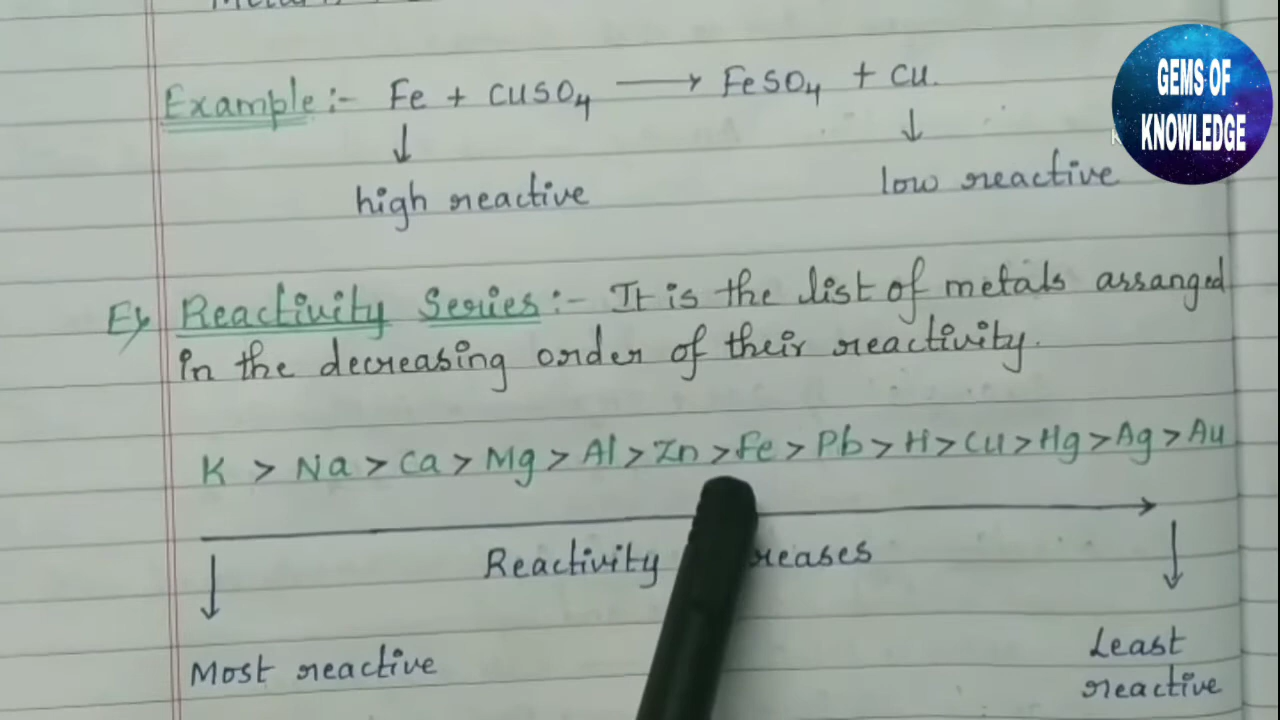 Example :- Fe + CuSO4 → FeSO4 + Cu.
↓ ↓
high reactive low reactive
GEMS OF
KNOWLEDGE
Ex Reactivity Series :- It is the list of metals arranged
in the decreasing order of their reactivity.
K > Na > Ca > Mg > Al > Zn > Fe > Pb > H > Cu > Hg > Ag > Au
Reactivity
Most reactive
Least
reactive